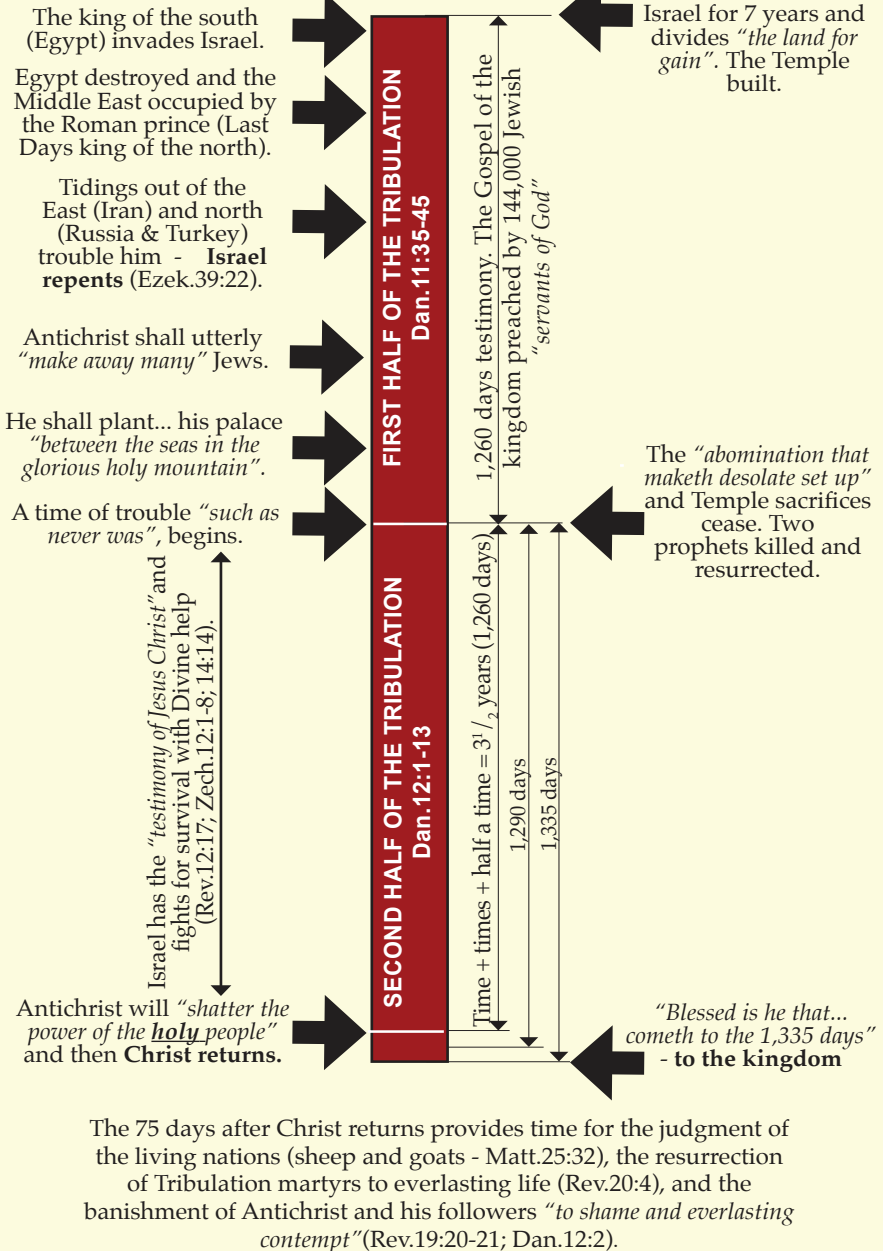 The king of the south
(Egypt) invades Israel.
Egypt destroyed and the
Middle East occupied by
the Roman prince (Last
Days king of the north).
Tidings out of the
East (Iran) and north
(Russia & Turkey)
trouble him - Israel
repents (Ezek.39:22).
Antichrist shall utterly
"make away many" Jews.
He shall plant... his palace
"between the seas in the
glorious holy mountain".
A time of trouble "such as
never was", begins.
Israel has the "testimony of Jesus Christ" and
fights for survival with Divine help
(Rev.12:17; Zech.12:1-8; 14:14).
Antichrist will "shatter the
power of the holy people"
and then Christ returns.
FIRST HALF OF THE TRIBULATION
Dan.11:35-45
SECOND HALF OF THE TRIBULATION
Dan.12:1-13
1,260 days testimony. The Gospel of the
kingdom preached by 144,000 Jewish
"servants of God"
Time + times + half a time = 3 1/2 years (1,260 days)
1,290 days
1,335 days
Israel for 7 years and
divides "the land for
gain". The Temple
built.
The "abomination that
maketh desolate set up"
and Temple sacrifices
cease. Two
prophets killed and
resurrected.
"Blessed is he that...
cometh to the 1,335 days"
- to the kingdom
The 75 days after Christ returns provides time for the judgment of
the living nations (sheep and goats - Matt.25:32), the resurrection
of Tribulation martyrs to everlasting life (Rev.20:4), and the
banishment of Antichrist and his followers "to shame and everlasting
contempt"(Rev.19:20-21; Dan.12:2).